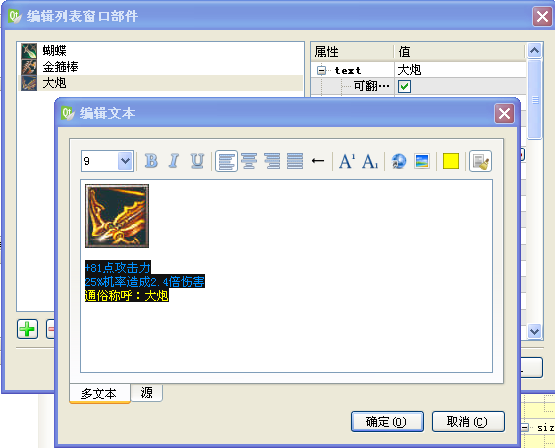 编辑列表窗口部件
蝴蝶
金箍棒
大炮
属性 值
text 大炮
可翻…
编辑文本
9
B I U
A¹ A₁
+81点攻击力
25%机率造成2.4倍伤害
通俗称呼：大炮
多文本 源
确定(O) 取消(C)
siz